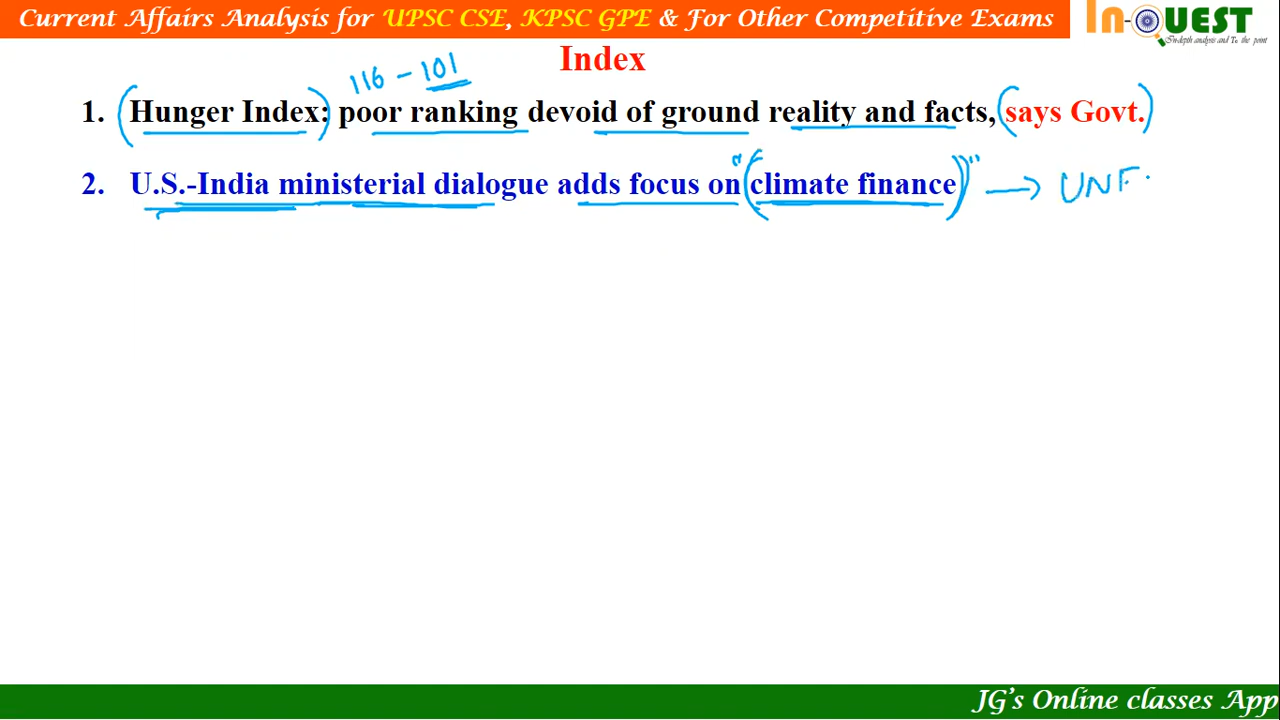 Current Affairs Analysis for UPSC CSE, KPSC GPE & For Other Competitive Exams
In-QUEST
In-depth analysis and To the point
Index
116 - 101
1. (Hunger Index:) poor ranking devoid of ground reality and facts, (says Govt.)
2. U.S.-India ministerial dialogue adds focus on "(climate finance)" → UNF
JG's Online classes App